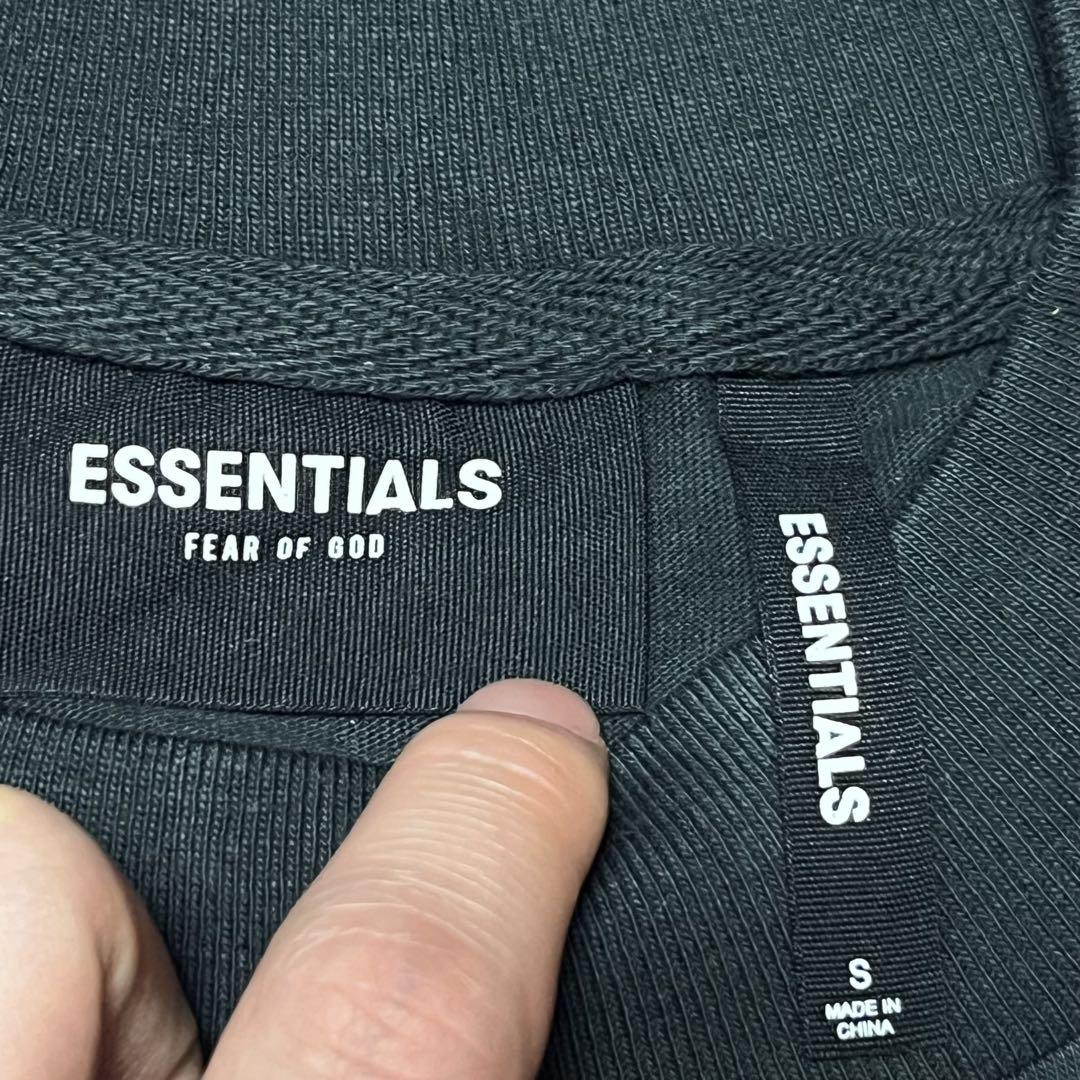 ESSENTIALS
FEAR OF GOD
ESSENTIALS
S
MADE IN
CHINA